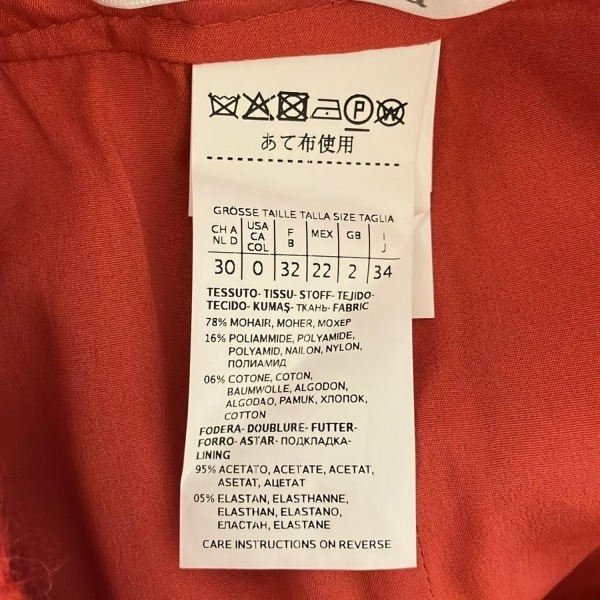 P W
あて布使用
GRÖSSE TAILLE TALLA SIZE TAGLIA
CH A NL D USA CA COL F B MEX GB I J
30 0 32 22 2 34
TESSUTO- TISSU- STOFF- TEJIDO-
TECIDO- KUMAŞ- ТКАНЬ- FABRIC
78% MOHAIR, MOHER, МОХЕР
16% POLIAMMIDE, POLYAMIDE,
POLYAMID, NAILON, NYLON,
ПОЛИАМИД
06% COTONE, COTON,
BAUMWOLLE, ALGODON,
ALGODAO, PAMUK, ХЛОПОК,
COTTON
FODERA- DOUBLURE- FUTTER-
FORRO- ASTAR- ПОДКЛАДКА-
LINING
95% ACETATO, ACETATE, ACETAT,
ASETAT, АЦЕТАТ
05% ELASTAN, ELASTHANNE,
ELASTHAN, ELASTANO,
ЕЛАСТАН, ELASTANE
CARE INSTRUCTIONS ON REVERSE